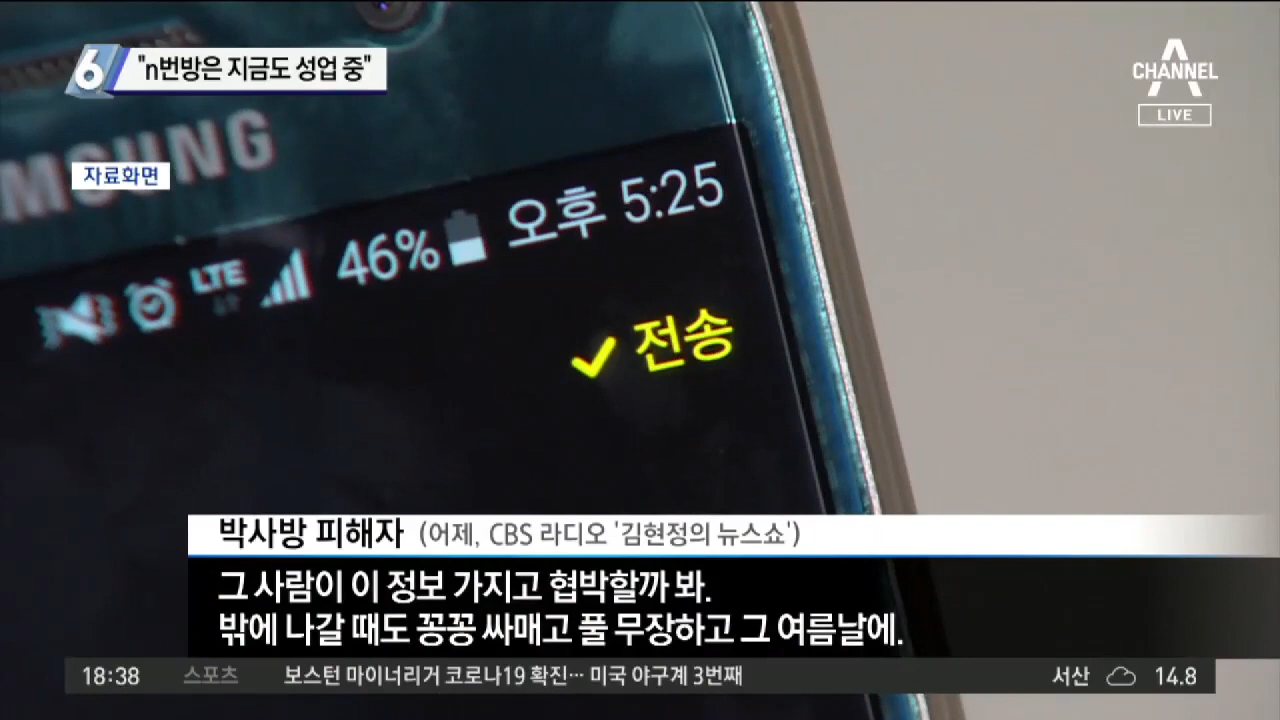 6 "n번방은 지금도 성업 중"
CHANNEL A
LIVE
MSUNG
자료화면
LTE 46% 오후 5:25
전송
박사방 피해자 (어제, CBS 라디오 '김현정의 뉴스쇼')
그 사람이 이 정보 가지고 협박할까 봐.
밖에 나갈 때도 꽁꽁 싸매고 풀 무장하고 그 여름날에.
18:38 스포츠 보스턴 마이너리거 코로나19 확진… 미국 야구계 3번째 서산 14.8